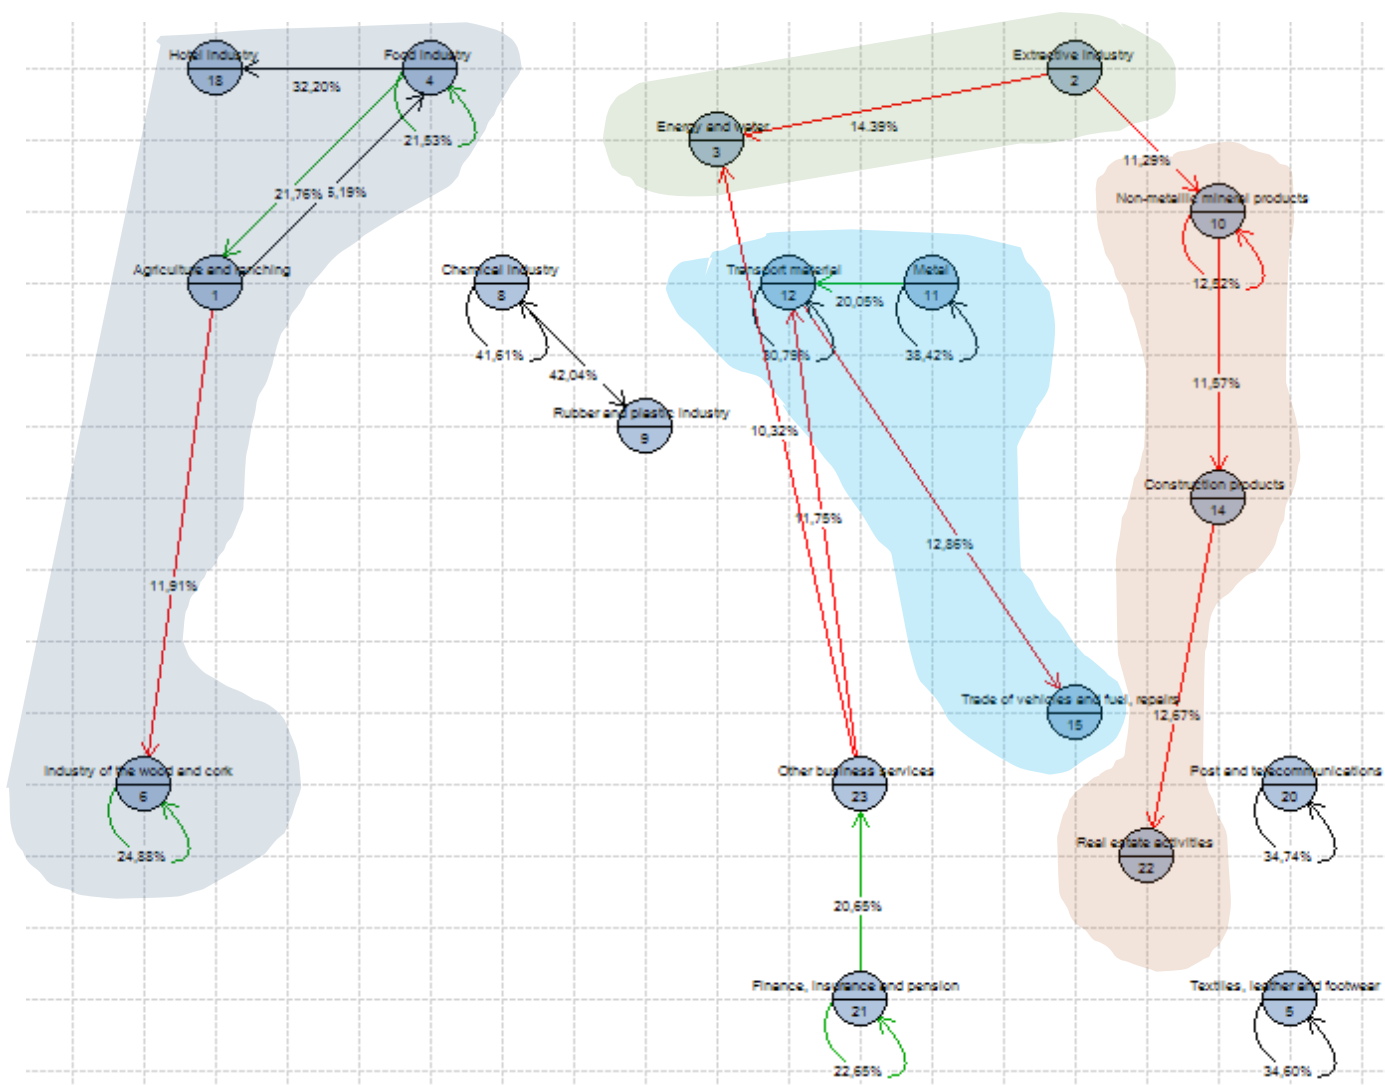 Hotel Industry
18
Food Industry
4
32,20%
21,53%
Extractive Industry
2
Energy and water
3
14.39%
11,29%
21,76%
5,19%
Non-metallic mineral products
10
12,52%
Agriculture and ranching
1
Chemical Industry
8
41,61%
42,04%
Rubber and plastic Industry
9
Transport material
12
Metal
11
20,05%
30,79%
38,42%
11,57%
10,32%
11,75%
Construction products
14
12,86%
11,91%
Trade of vehicles and fuel, repairs
15
12,67%
Industry of the wood and cork
6
24,88%
Other business services
23
Post and telecommunications
20
34,74%
Real estate activities
22
20,65%
Finance, insurance and pension
21
22,65%
Textiles, leather and footwear
5
34,60%